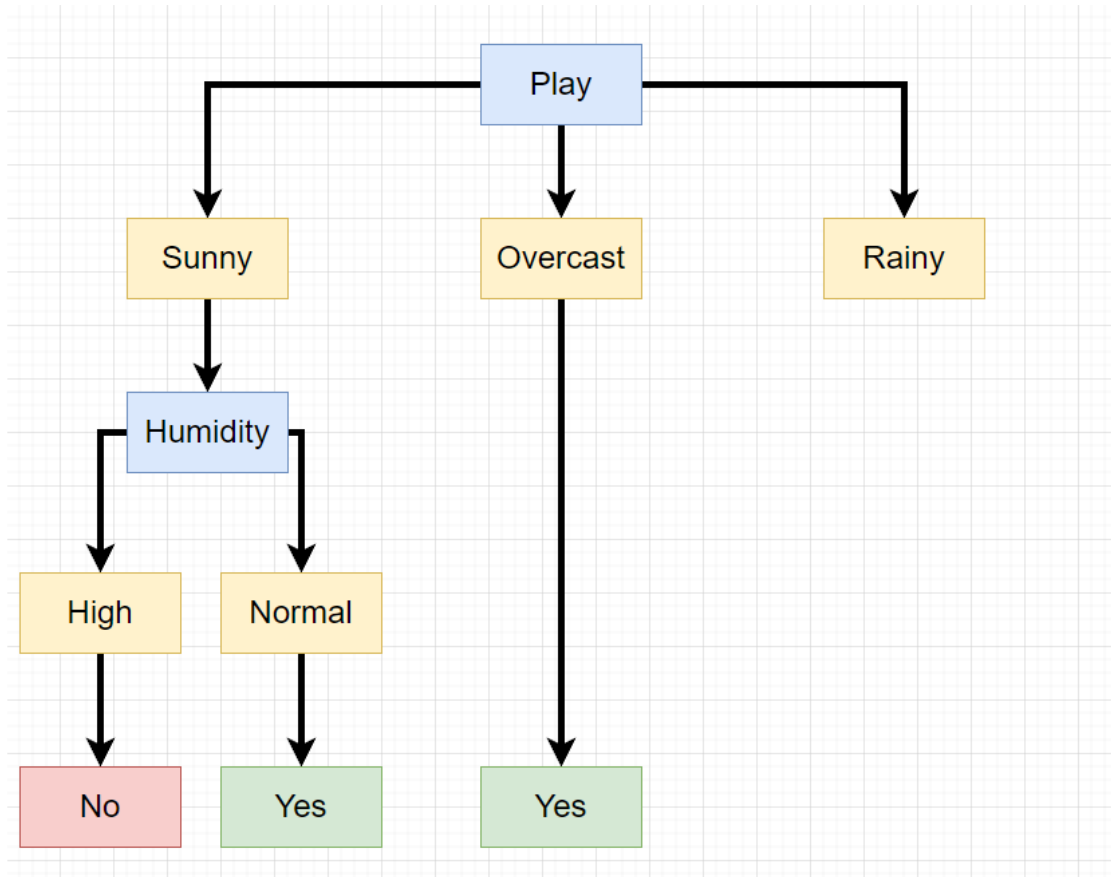 Play
Sunny
Overcast
Rainy
Humidity
High
Normal
No
Yes
Yes